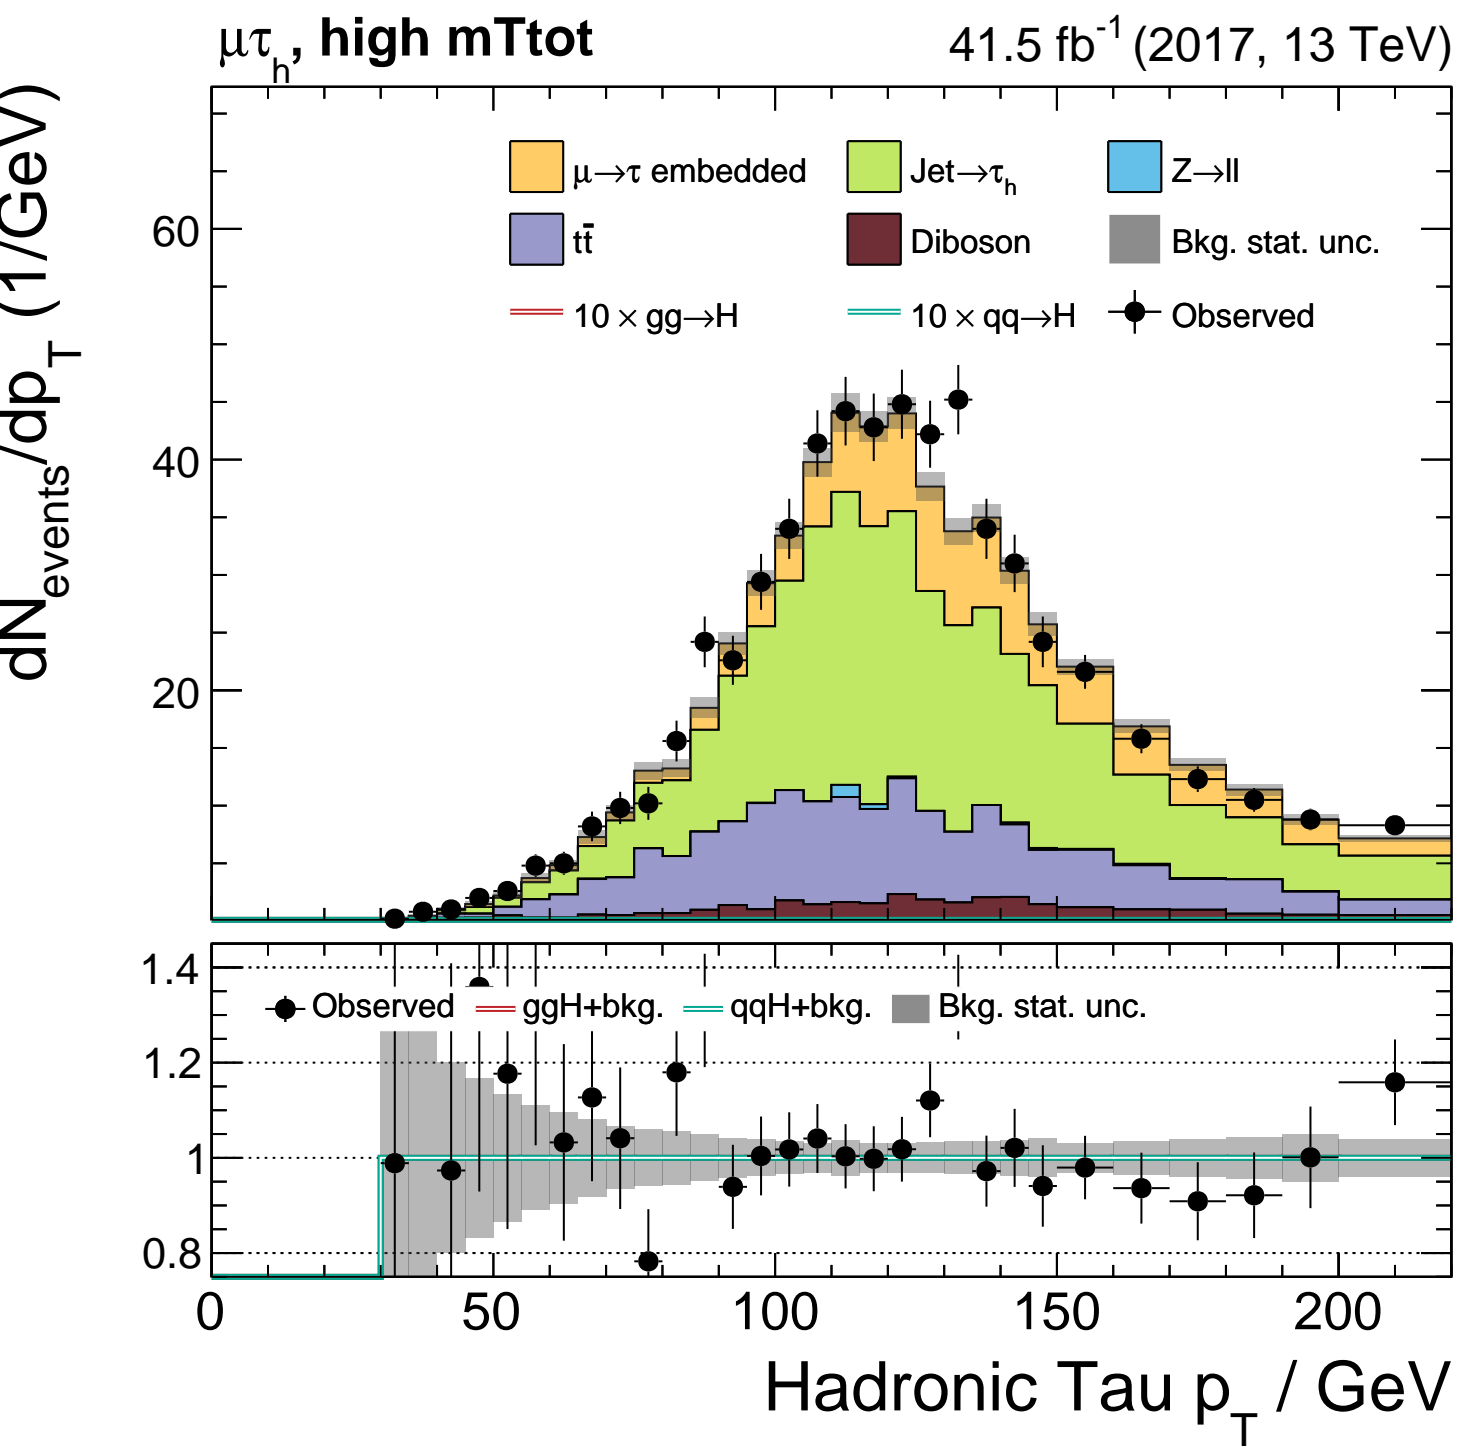 μτh, high mTtot 41.5 fb-1 (2017, 13 TeV)
dNevents/dpT (1/GeV)
60
40
20
μ→τ embedded Jet→τh Z→ll
tt̄ Diboson Bkg. stat. unc.
10 × gg→H 10 × qq→H Observed
1.4
1.2
1
0.8
Observed ggH+bkg. qqH+bkg. Bkg. stat. unc.
0 50 100 150 200
Hadronic Tau pT / GeV